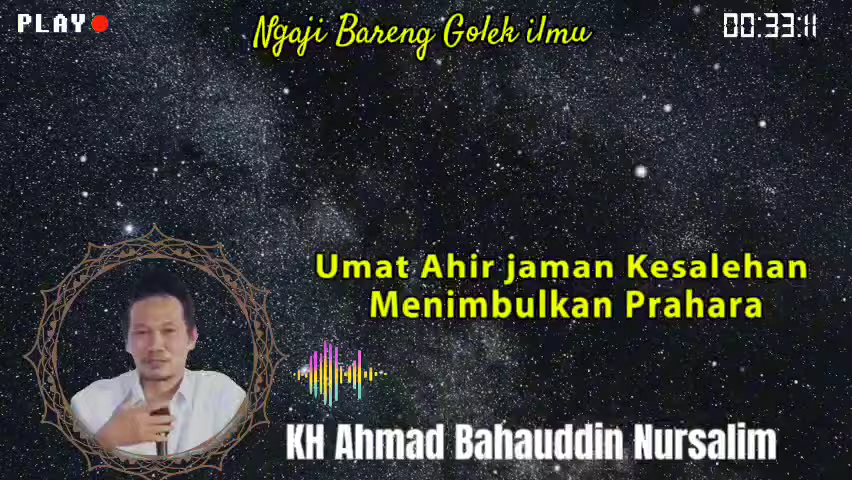 PLAY
Ngaji Bareng Golek ilmu
00:33:11
Umat Ahir jaman Kesalehan
Menimbulkan Prahara
KH Ahmad Bahauddin Nursalim